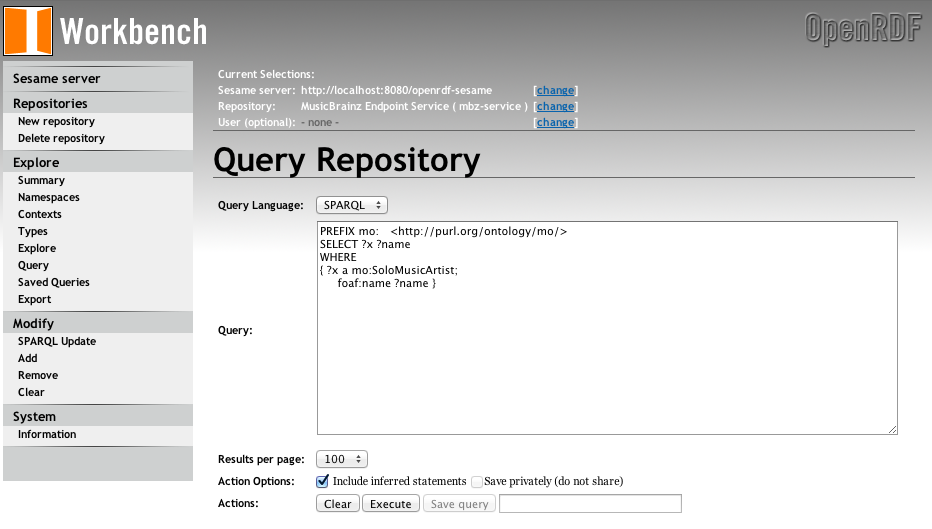 Workbench
OpenRDF
Sesame server
Repositories
New repository
Delete repository
Explore
Summary
Namespaces
Contexts
Types
Explore
Query
Saved Queries
Export
Modify
SPARQL Update
Add
Remove
Clear
System
Information
Current Selections:
Sesame server: http://localhost:8080/openrdf-sesame [change]
Repository: MusicBrainz Endpoint Service ( mbz-service ) [change]
User (optional): - none - [change]
Query Repository
Query Language: SPARQL
Query:
PREFIX mo: <http://purl.org/ontology/mo/>
SELECT ?x ?name
WHERE
{ ?x a mo:SoloMusicArtist;
foaf:name ?name }
Results per page: 100
Action Options: Include inferred statements Save privately (do not share)
Actions: Clear Execute Save query